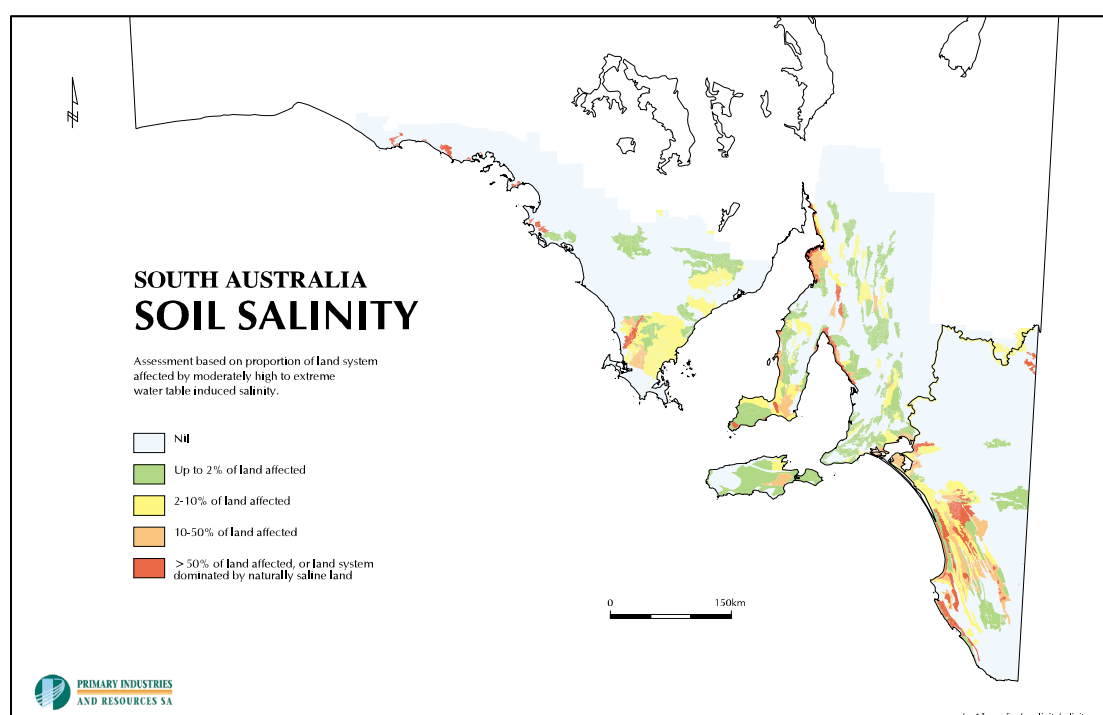 SOUTH AUSTRALIA
SOIL SALINITY
Assessment based on proportion of land system
affected by moderately high to extreme
water table induced salinity.
Nil
Up to 2% of land affected
2-10% of land affected
10-50% of land affected
>50% of land affected, or land system
dominated by naturally saline land
0 150km
N
PRIMARY INDUSTRIES
AND RESOURCES SA